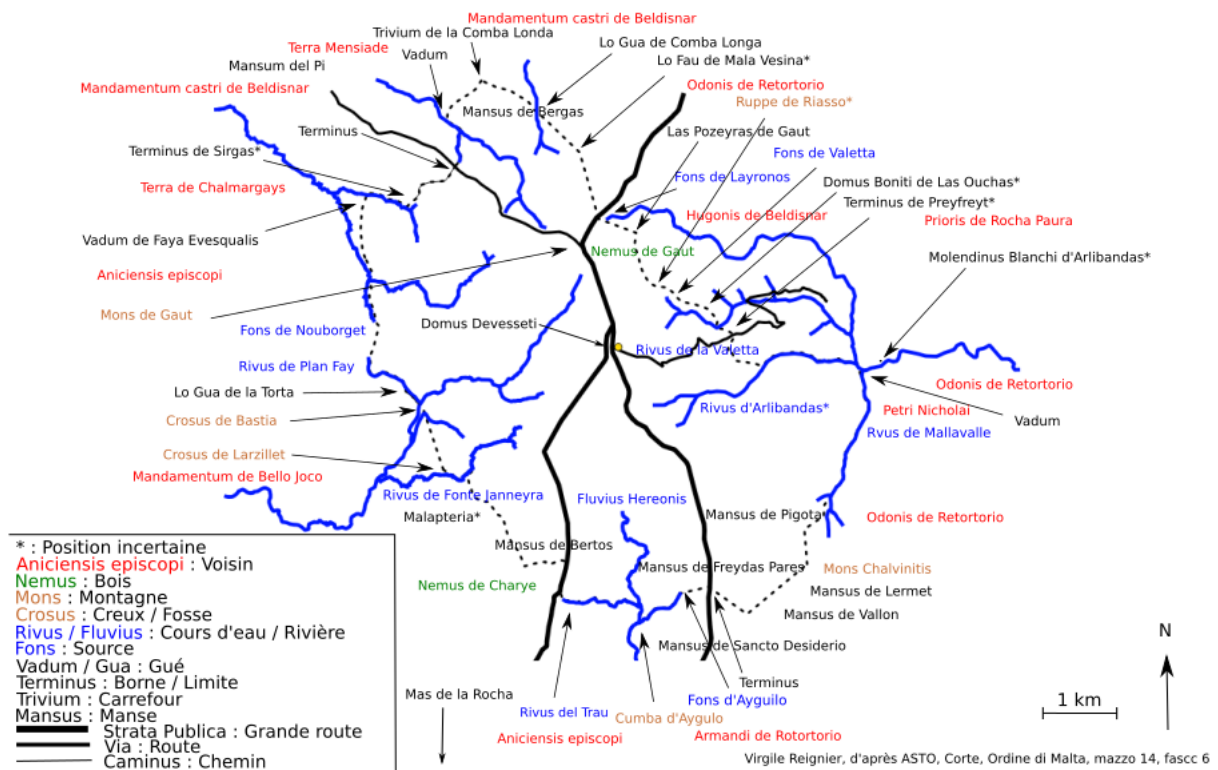 Mandamentum castri de Beldisnar
Trivium de la Comba Londa
Lo Gua de Comba Longa
Terra Mensiade
Vadum
Lo Fau de Mala Vesina*
Mansum del Pi
Mandamentum castri de Beldisnar
Odonis de Retortorio
Ruppe de Riasso*
Mansus de Bergas
Terminus
Las Pozeyras de Gaut
Terminus de Sirgas*
Fons de Valetta
Fons de Layronos
Domus Boniti de Las Ouchas*
Terra de Chalmargays
Terminus de Preyfreyt*
Hugonis de Beldisnar
Prioris de Rocha Paura
Vadum de Faya Evesqualis
Nemus de Gaut
Molendinus Blanchi d'Arlibandas*
Aniciensis episcopi
Mons de Gaut
Fons de Nouborget
Domus Devesseti
Rivus de la Valetta
Rivus de Plan Fay
Lo Gua de la Torta
Odonis de Retortorio
Rivus d'Arlibandas*
Petri Nicholai
Vadum
Crosus de Bastia
Rvus de Mallavalle
Crosus de Larzillet
Mandamentum de Bello Joco
Rivus de Fonte Janneyra
Fluvius Hereonis
Malapteria*
Mansus de Pigota
Odonis de Retortorio
Mansus de Bertos
Mansus de Freydas Pares
Mons Chalvinitis
Nemus de Charye
Mansus de Lermet
Mansus de Vallon
Mansus de Sancto Desiderio
Terminus
Mas de la Rocha
Fons d'Ayguilo
Rivus del Trau
Cumba d'Aygulo
Aniciensis episcopi
Armandi de Rotortorio
* : Position incertaine
Aniciensis episcopi : Voisin
Nemus : Bois
Mons : Montagne
Crosus : Creux / Fosse
Rivus / Fluvius : Cours d'eau / Rivière
Fons : Source
Vadum / Gua : Gué
Terminus : Borne / Limite
Trivium : Carrefour
Mansus : Manse
Strata Publica : Grande route
Via : Route
Caminus : Chemin
N
1 km
Virgile Reignier, d'après ASTO, Corte, Ordine di Malta, mazzo 14, fascc 6